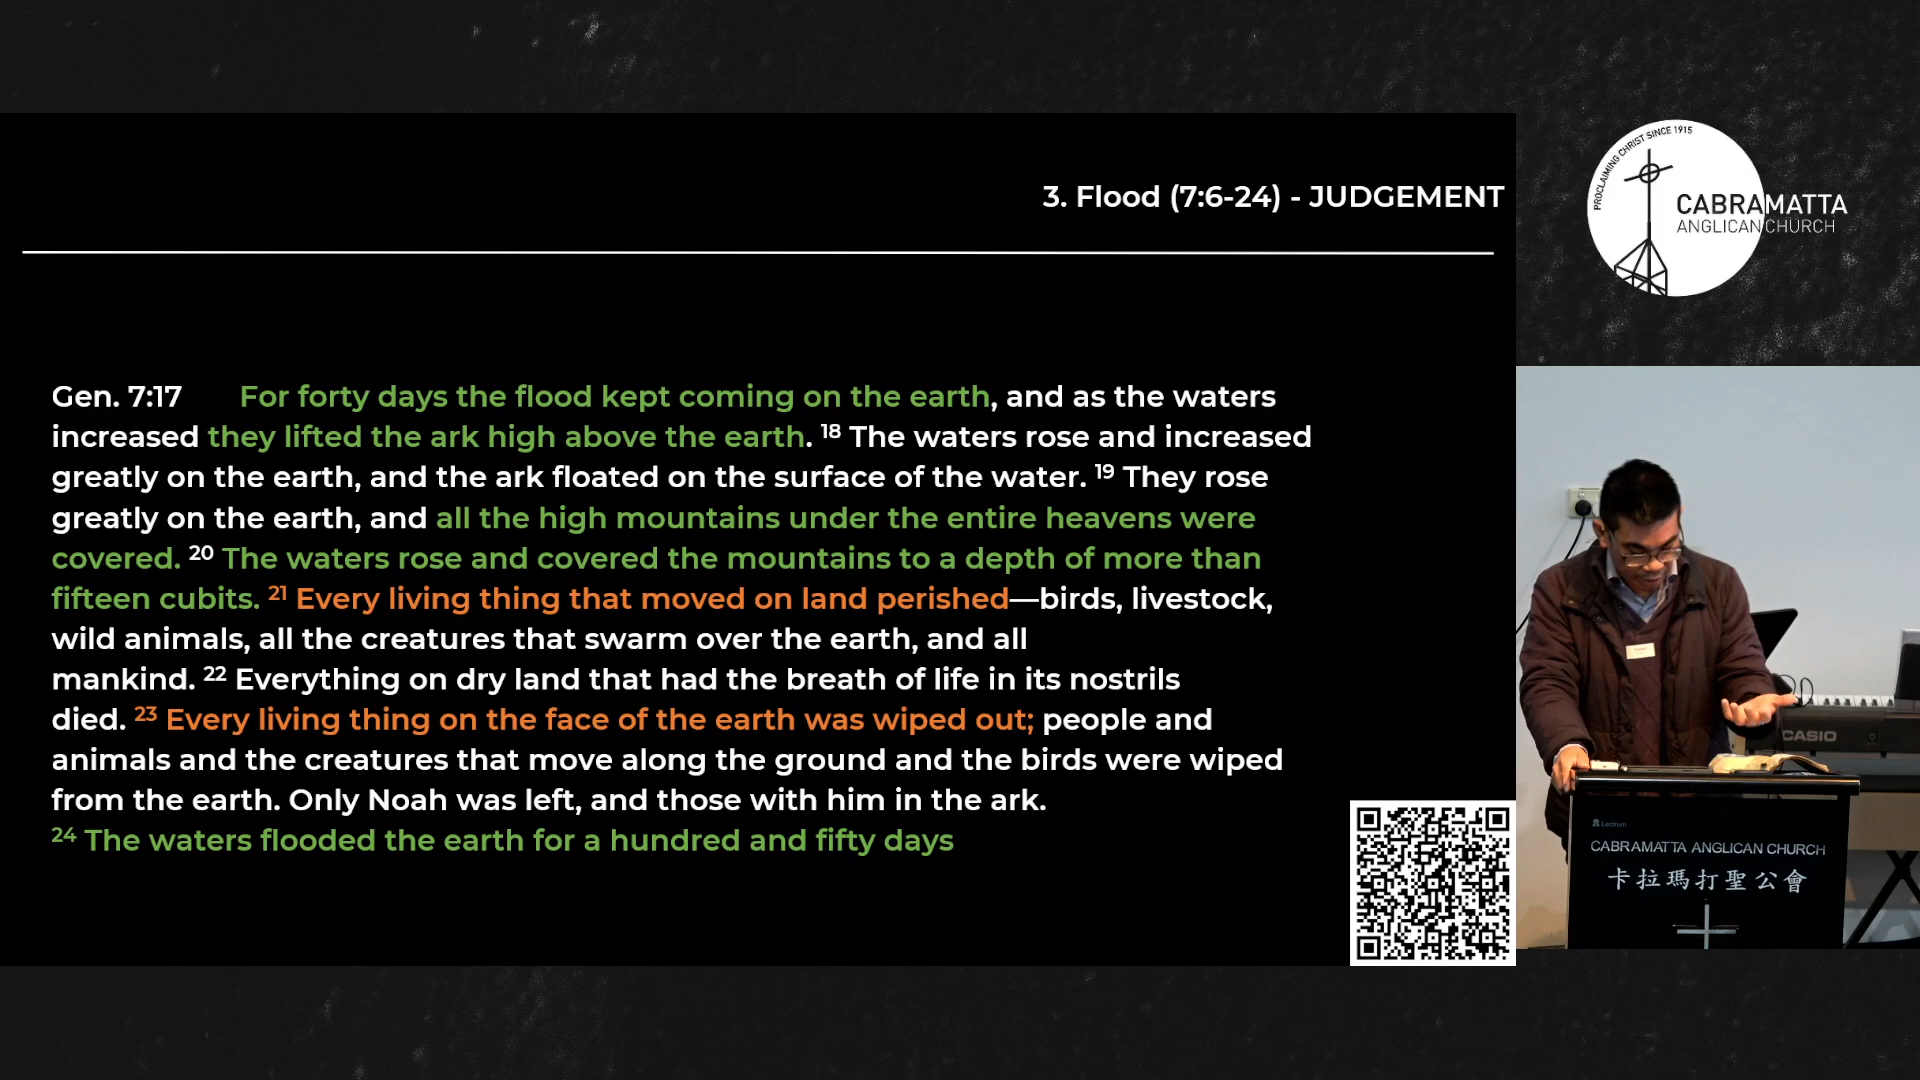 3. Flood (7:6-24) - JUDGEMENT
Gen. 7:17 For forty days the flood kept coming on the earth, and as the waters
increased they lifted the ark high above the earth. 18 The waters rose and increased
greatly on the earth, and the ark floated on the surface of the water. 19 They rose
greatly on the earth, and all the high mountains under the entire heavens were
covered. 20 The waters rose and covered the mountains to a depth of more than
fifteen cubits. 21 Every living thing that moved on land perished—birds, livestock,
wild animals, all the creatures that swarm over the earth, and all
mankind. 22 Everything on dry land that had the breath of life in its nostrils
died. 23 Every living thing on the face of the earth was wiped out; people and
animals and the creatures that move along the ground and the birds were wiped
from the earth. Only Noah was left, and those with him in the ark.
24 The waters flooded the earth for a hundred and fifty days
PROCLAIMING CHRIST SINCE 1915
CABRAMATTA
ANGLICAN CHURCH
CASIO
Lectrum
CABRAMATTA ANGLICAN CHURCH
卡拉瑪打聖公會